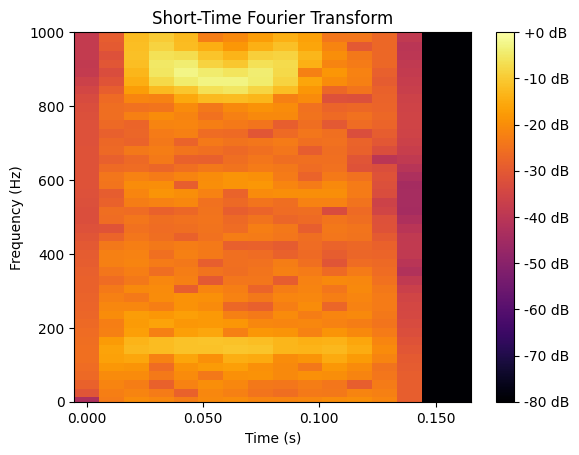 Short-Time Fourier Transform
1000
800
600
400
200
0
Frequency (Hz)
0.000
0.050
0.100
0.150
Time (s)
+0 dB
-10 dB
-20 dB
-30 dB
-40 dB
-50 dB
-60 dB
-70 dB
-80 dB